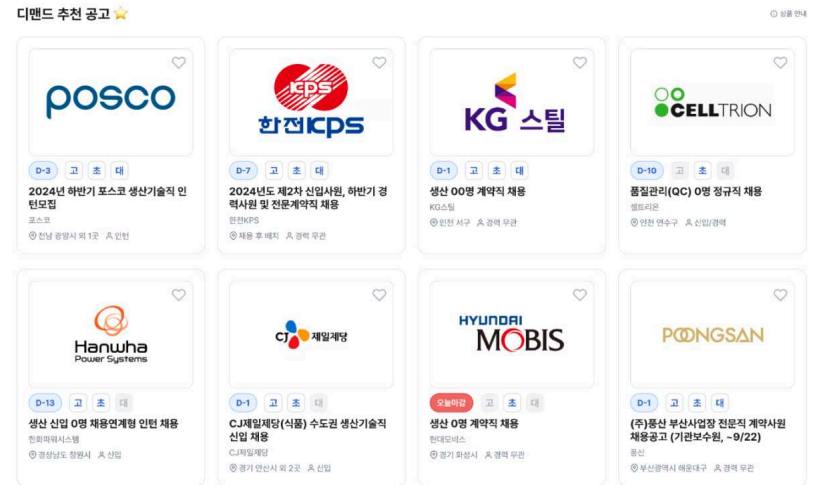 디맨드 추천 공고⭐
상품 안내
posco
D-3 고 초 대
2024년 하반기 포스코 생산기술직 인
턴모집
포스코
전남 광양시 외 1곳 인턴
KPS
한전KPS
D-7 고 초 대
2024년도 제2차 신입사원, 하반기 경
력사원 및 전문계약직 채용
한전KPS
채용 후 배치 경력 무관
KG 스틸
D-1 고 초 대
생산 00명 계약직 채용
KG스틸
인천 서구 경력 무관
CELLTRION
D-10 고 초 대
품질관리(QC) 0명 정규직 채용
셀트리온
인천 연수구 신입/경력
Hanwha
Power Systems
D-13 고 초 대
생산 신입 0명 채용연계형 인턴 채용
한화파워시스템
경상남도 창원시 신입
CJ 제일제당
D-1 고 초 대
CJ제일제당(식품) 수도권 생산기술직
신입 채용
CJ제일제당
경기 안산시 외 2곳 신입
HYUNDAI
MOBIS
오늘마감 고 초 대
생산 0명 계약직 채용
현대모비스
경기 화성시 경력 무관
POONGSAN
D-1 고 초 대
(주)풍산 부산사업장 전문직 계약사원
채용공고 (기관보수원, ~9/22)
풍산
부산광역시 해운대구 경력 무관